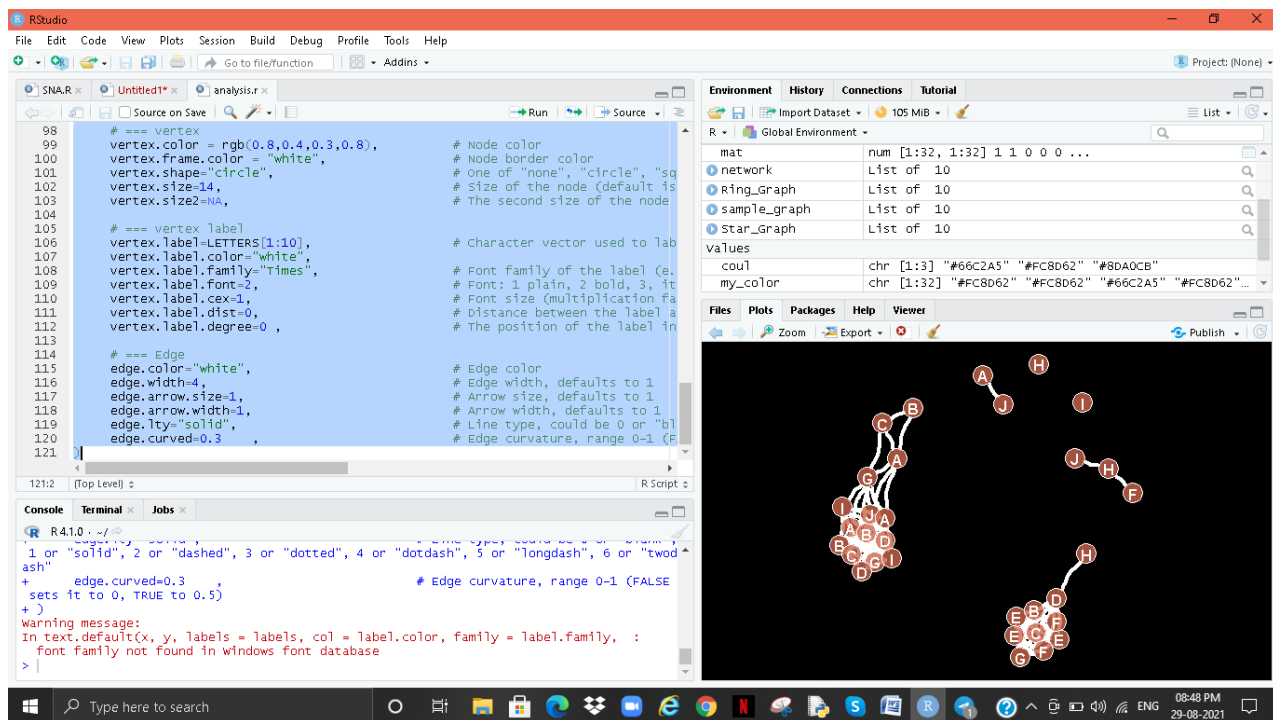 RStudio
File Edit Code View Plots Session Build Debug Profile Tools Help
Go to file/function Addins Project: (None)
SNA.R Untitled1* analysis.r
Source on Save Run Source
98 # === vertex
99 vertex.color = rgb(0.8,0.4,0.3,0.8), # Node color
100 vertex.frame.color = "white", # Node border color
101 vertex.shape="circle", # One of "none", "circle", "sq
102 vertex.size=14, # Size of the node (default is
103 vertex.size2=NA, # The second size of the node
104
105 # === vertex label
106 vertex.label=LETTERS[1:10], # Character vector used to lab
107 vertex.label.color="white",
108 vertex.label.family="Times", # Font family of the label (e.
109 vertex.label.font=2, # Font: 1 plain, 2 bold, 3, it
110 vertex.label.cex=1, # Font size (multiplication fa
111 vertex.label.dist=0, # Distance between the label a
112 vertex.label.degree=0 , # The position of the label in
113
114 # === Edge
115 edge.color="white", # Edge color
116 edge.width=4, # Edge width, defaults to 1
117 edge.arrow.size=1, # Arrow size, defaults to 1
118 edge.arrow.width=1, # Arrow width, defaults to 1
119 edge.lty="solid", # Line type, could be 0 or "bl
120 edge.curved=0.3 , # Edge curvature, range 0-1 (F
121 )
121:2 (Top Level) R Script
Console Terminal Jobs
R 4.1.0 . ~/
1 or "solid", 2 or "dashed", 3 or "dotted", 4 or "dotdash", 5 or "longdash", 6 or "twod
ash"
+ edge.curved=0.3 , # Edge curvature, range 0-1 (FALSE
sets it to 0, TRUE to 0.5)
+ )
Warning message:
In text.default(x, y, labels = labels, col = label.color, family = label.family, :
font family not found in Windows font database
>
Environment History Connections Tutorial
Import Dataset 105 MiB List
R Global Environment
mat num [1:32, 1:32] 1 1 0 0 0 ...
network List of 10
Ring_Graph List of 10
sample_graph List of 10
Star_Graph List of 10
Values
coul chr [1:3] "#66C2A5" "#FC8D62" "#8DA0CB"
my_color chr [1:32] "#FC8D62" "#FC8D62" "#66C2A5" "#FC8D62"...
Files Plots Packages Help Viewer
Zoom Export Publish
H
A
J
I
B
C
A
G
J
H
F
I
J
A
A
B
D
E
C
G
I
D
H
D
E
B
F
E
C
E
G
F
Type here to search
ENG
08:48 PM
29-08-2021